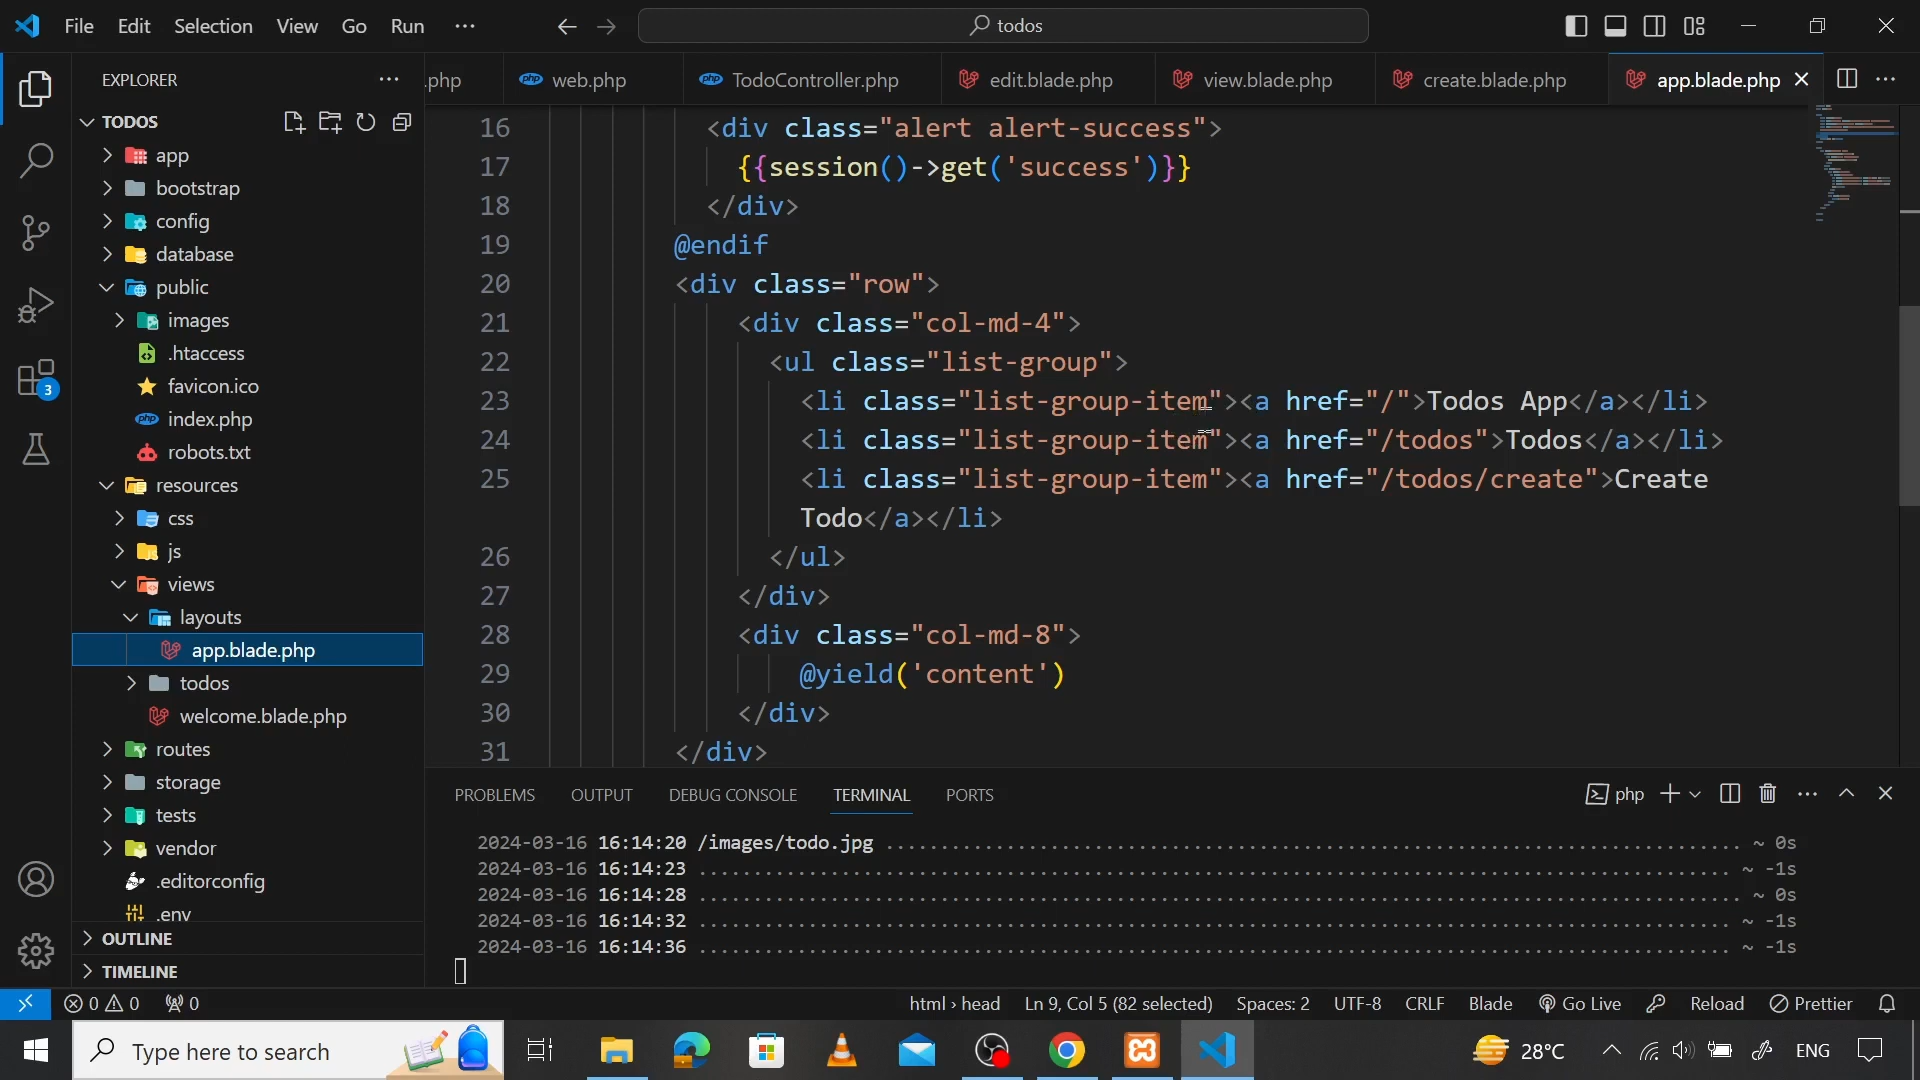 File Edit Selection View Go Run ···
todos
EXPLORER
.php
web.php
TodoController.php
edit.blade.php
view.blade.php
create.blade.php
app.blade.php
TODOS
app
bootstrap
config
database
public
images
.htaccess
favicon.ico
index.php
robots.txt
resources
css
js
views
layouts
app.blade.php
todos
welcome.blade.php
routes
storage
tests
vendor
.editorconfig
.env
OUTLINE
TIMELINE
16 <div class="alert alert-success">
17 {{session()->get('success')}}
18 </div>
19 @endif
20 <div class="row">
21 <div class="col-md-4">
22 <ul class="list-group">
23 <li class="list-group-item"><a href="/">Todos App</a></li>
24 <li class="list-group-item"><a href="/todos">Todos</a></li>
25 <li class="list-group-item"><a href="/todos/create">Create
Todo</a></li>
26 </ul>
27 </div>
28 <div class="col-md-8">
29 @yield('content')
30 </div>
31 </div>
PROBLEMS OUTPUT DEBUG CONSOLE TERMINAL PORTS
php
2024-03-16 16:14:20 /images/todo.jpg ........ ~ 0s
2024-03-16 16:14:23 ........ ~ -1s
2024-03-16 16:14:28 ........ ~ 0s
2024-03-16 16:14:32 ........ ~ -1s
2024-03-16 16:14:36 ........ ~ -1s
3
0 0 0
html › head
Ln 9, Col 5 (82 selected)
Spaces: 2
UTF-8
CRLF
Blade
Go Live
Reload
Prettier
Type here to search
28°C
ENG